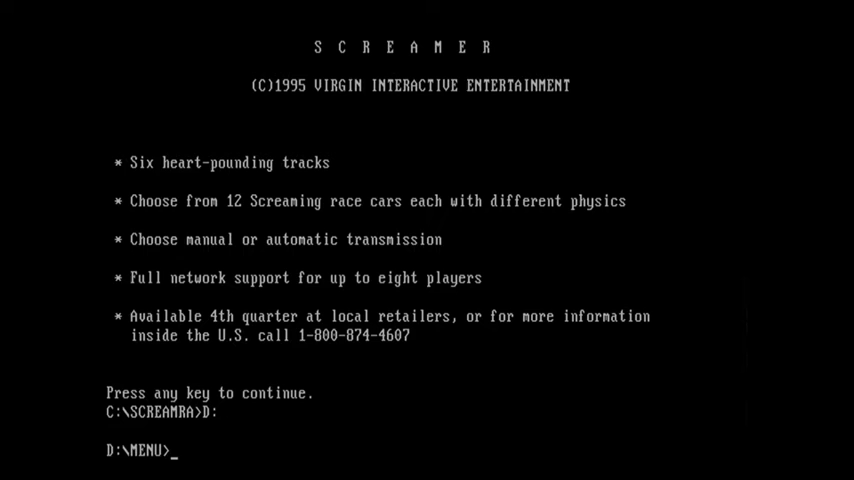 S C R E A M E R
(C)1995 VIRGIN INTERACTIVE ENTERTAINMENT
* Six heart-pounding tracks
* Choose from 12 Screaming race cars each with different physics
* Choose manual or automatic transmission
* Full network support for up to eight players
* Available 4th quarter at local retailers, or for more information
inside the U.S. call 1-800-874-4607
Press any key to continue.
C:\SCREAMRA>D:
D:\MENU>_